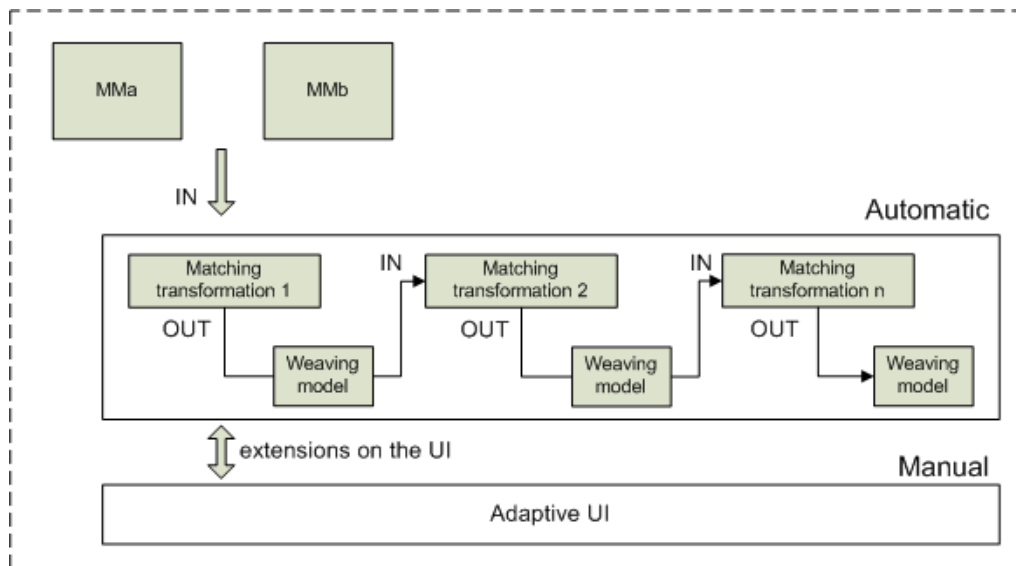 MMa
MMb
IN
Automatic
Matching
transformation 1
IN
Matching
transformation 2
IN
Matching
transformation n
OUT
OUT
OUT
Weaving
model
Weaving
model
Weaving
model
extensions on the UI
Manual
Adaptive UI